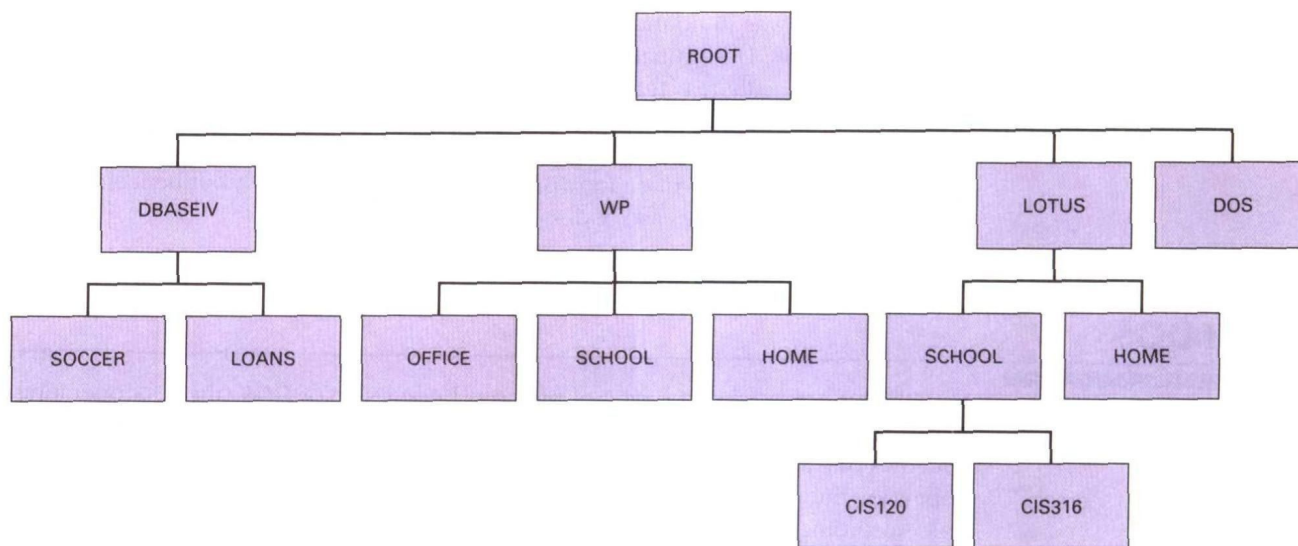 ROOT
DBASEIV
WP
LOTUS
DOS
SOCCER
LOANS
OFFICE
SCHOOL
HOME
SCHOOL
HOME
CIS120
CIS316